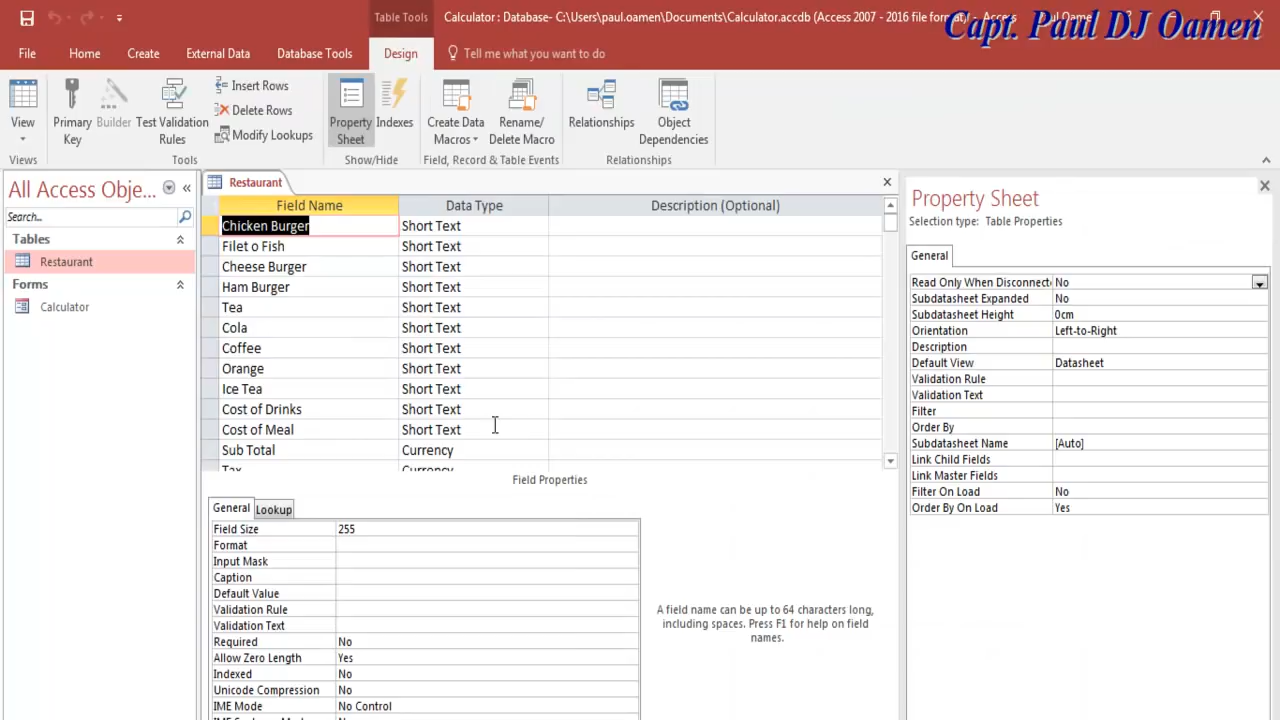 Table Tools
Calculator : Database- C:\Users\paul.oamen\Documents\Calculator.accdb (Access 2007 - 2016 file format)
Capt. Paul DJ Oamen
File Home Create External Data Database Tools Design Tell me what you want to do
View
Views
Primary Key
Builder
Test Validation Rules
Insert Rows
Delete Rows
Modify Lookups
Tools
Property Sheet
Indexes
Show/Hide
Create Data Macros
Rename/ Delete Macro
Field, Record & Table Events
Relationships
Object Dependencies
Relationships
All Access Obje...
Search...
Tables
Restaurant
Forms
Calculator
Restaurant
Field Name Data Type Description (Optional)
Chicken Burger Short Text
Filet o Fish Short Text
Cheese Burger Short Text
Ham Burger Short Text
Tea Short Text
Cola Short Text
Coffee Short Text
Orange Short Text
Ice Tea Short Text
Cost of Drinks Short Text
Cost of Meal Short Text
Sub Total Currency
Tax Currency
Field Properties
General Lookup
Field Size 255
Format
Input Mask
Caption
Default Value
Validation Rule
Validation Text
Required No
Allow Zero Length Yes
Indexed No
Unicode Compression No
IME Mode No Control
A field name can be up to 64 characters long,
including spaces. Press F1 for help on field
names.
Property Sheet
Selection type: Table Properties
General
Read Only When Disconnect No
Subdatasheet Expanded No
Subdatasheet Height 0cm
Orientation Left-to-Right
Description
Default View Datasheet
Validation Rule
Validation Text
Filter
Order By
Subdatasheet Name [Auto]
Link Child Fields
Link Master Fields
Filter On Load No
Order By On Load Yes